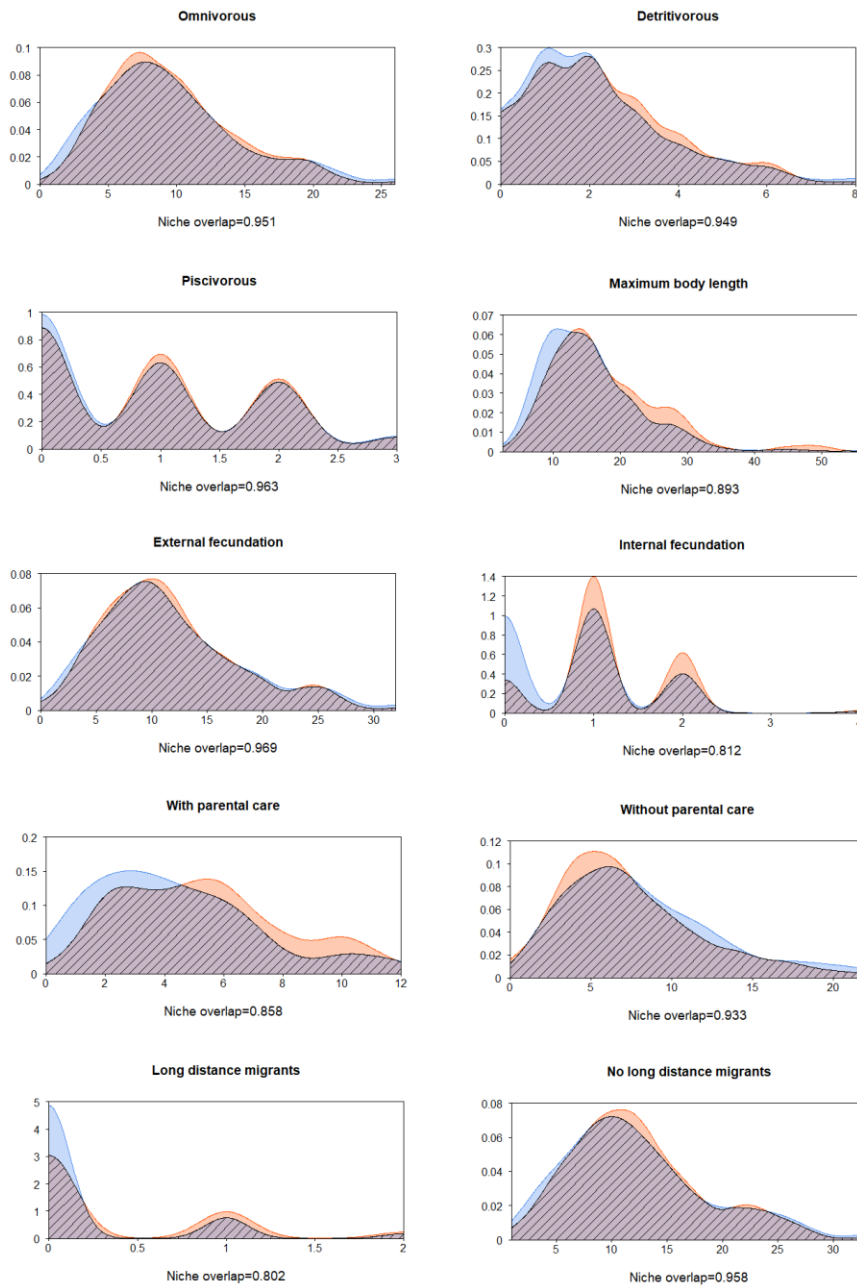 Omnivorous
0.1
0.08
0.06
0.04
0.02
0
0 5 10 15 20 25
Niche overlap=0.951
Detritivorous
0.3
0.25
0.2
0.15
0.1
0.05
0
0 2 4 6 8
Niche overlap=0.949
Piscivorous
1
0.8
0.6
0.4
0.2
0
0 0.5 1 1.5 2 2.5 3
Niche overlap=0.963
Maximum body length
0.07
0.06
0.05
0.04
0.03
0.02
0.01
0
10 20 30 40 50
Niche overlap=0.893
External fecundation
0.08
0.06
0.04
0.02
0
0 5 10 15 20 25 30
Niche overlap=0.969
Internal fecundation
1.4
1.2
1
0.8
0.6
0.4
0.2
0
0 1 2 3
Niche overlap=0.812
With parental care
0.2
0.15
0.1
0.05
0
0 2 4 6 8 10 12
Niche overlap=0.858
Without parental care
0.12
0.1
0.08
0.06
0.04
0.02
0
0 5 10 15 20
Niche overlap=0.933
Long distance migrants
5
4
3
2
1
0
0 0.5 1 1.5 2
Niche overlap=0.802
No long distance migrants
0.08
0.06
0.04
0.02
0
5 10 15 20 25 30
Niche overlap=0.958